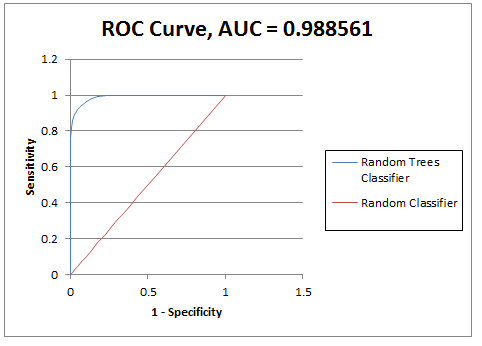 ROC Curve, AUC = 0.988561
1.2
1
0.8
0.6
0.4
0.2
0
0
0.5
1
1.5
Sensitivity
1 - Specificity
Random Trees
Classifier
Random Classifier